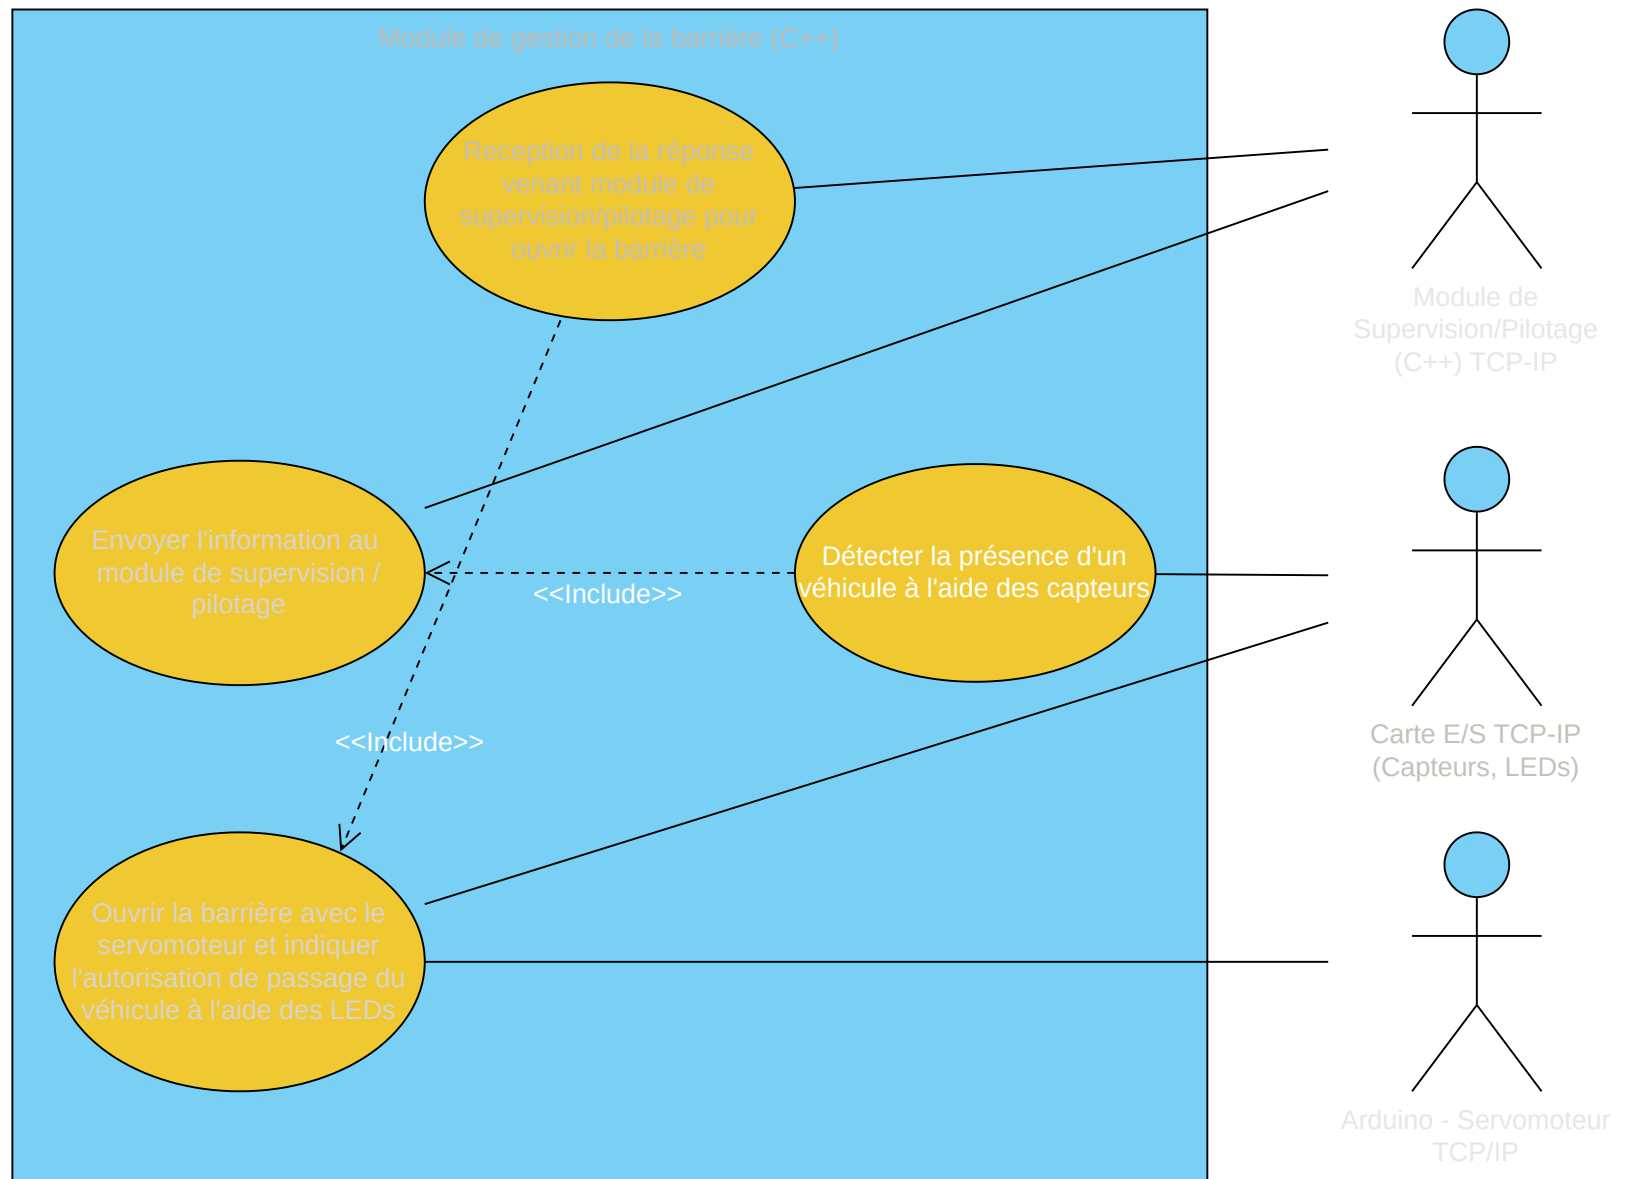 Module de gestion de la barrière (C++)
Reception de la réponse
venant module de
supervision/pilotage pour
ouvrir la barrière
Module de
Supervision/Pilotage
(C++) TCP-IP
Envoyer l'information au
module de supervision /
pilotage
<<Include>>
Détecter la présence d'un
véhicule à l'aide des capteurs
<<Include>>
Carte E/S TCP-IP
(Capteurs, LEDs)
Ouvrir la barrière avec le
servomoteur et indiquer
l'autorisation de passage du
véhicule à l'aide des LEDs
Arduino - Servomoteur
TCP/IP